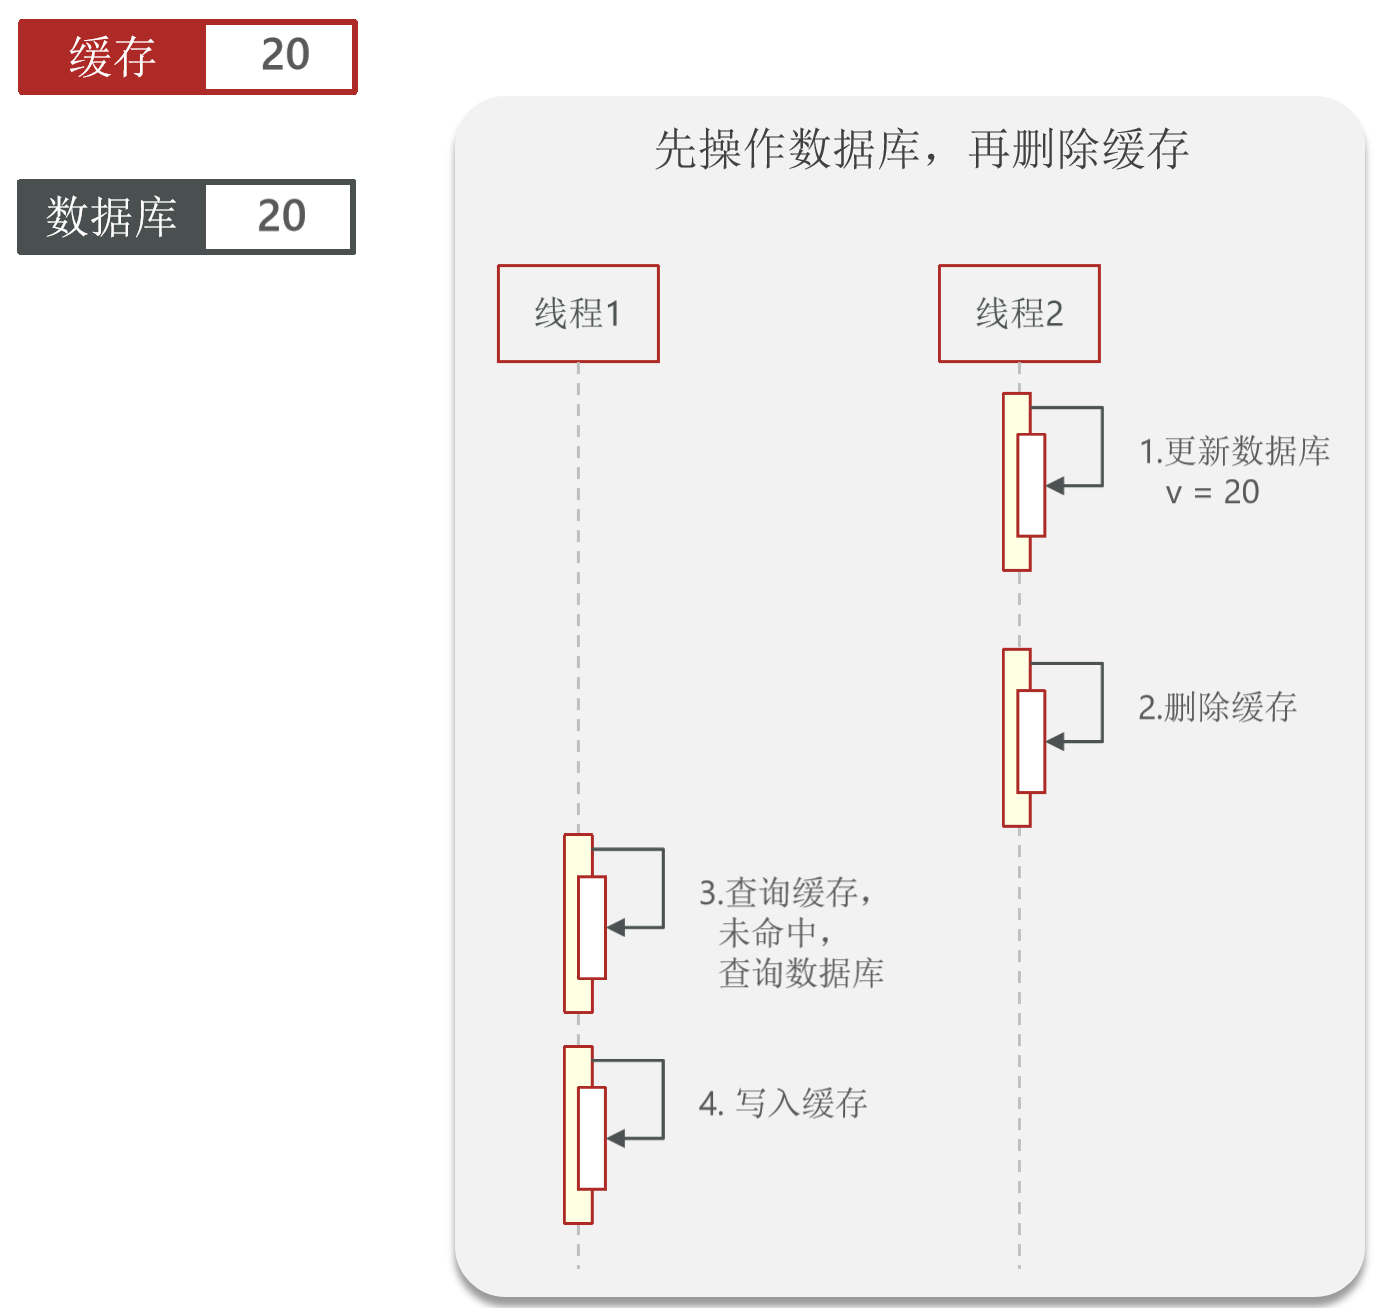 缓存
20
数据库
20
先操作数据库，再删除缓存
线程1
线程2
1.更新数据库
v = 20
2.删除缓存
3.查询缓存，
未命中，
查询数据库
4. 写入缓存